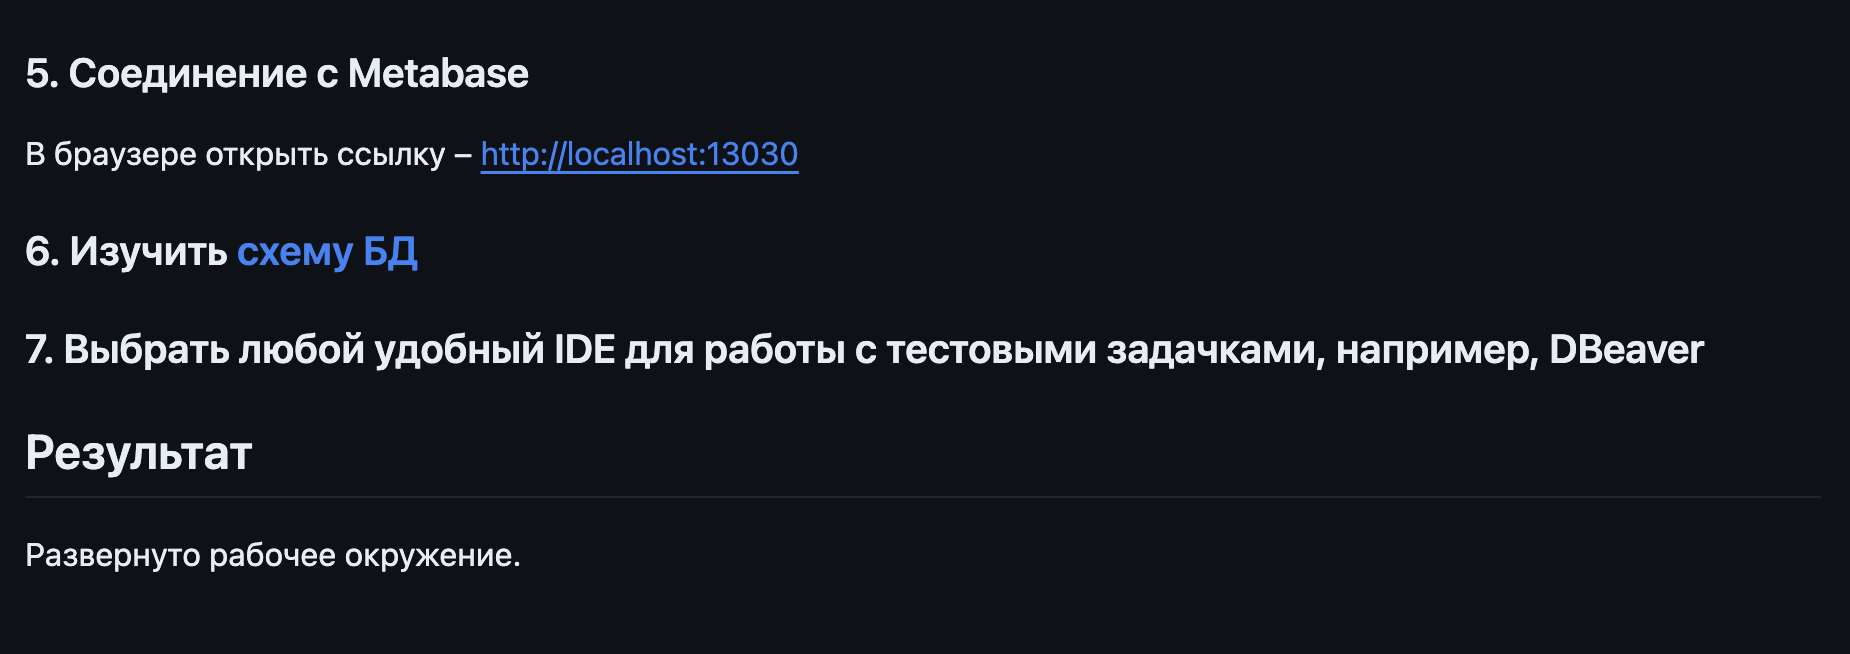 5. Соединение с Metabase
В браузере открыть ссылку – http://localhost:13030
6. Изучить схему БД
7. Выбрать любой удобный IDE для работы с тестовыми задачками, например, DBeaver
Результат
Развернуто рабочее окружение.